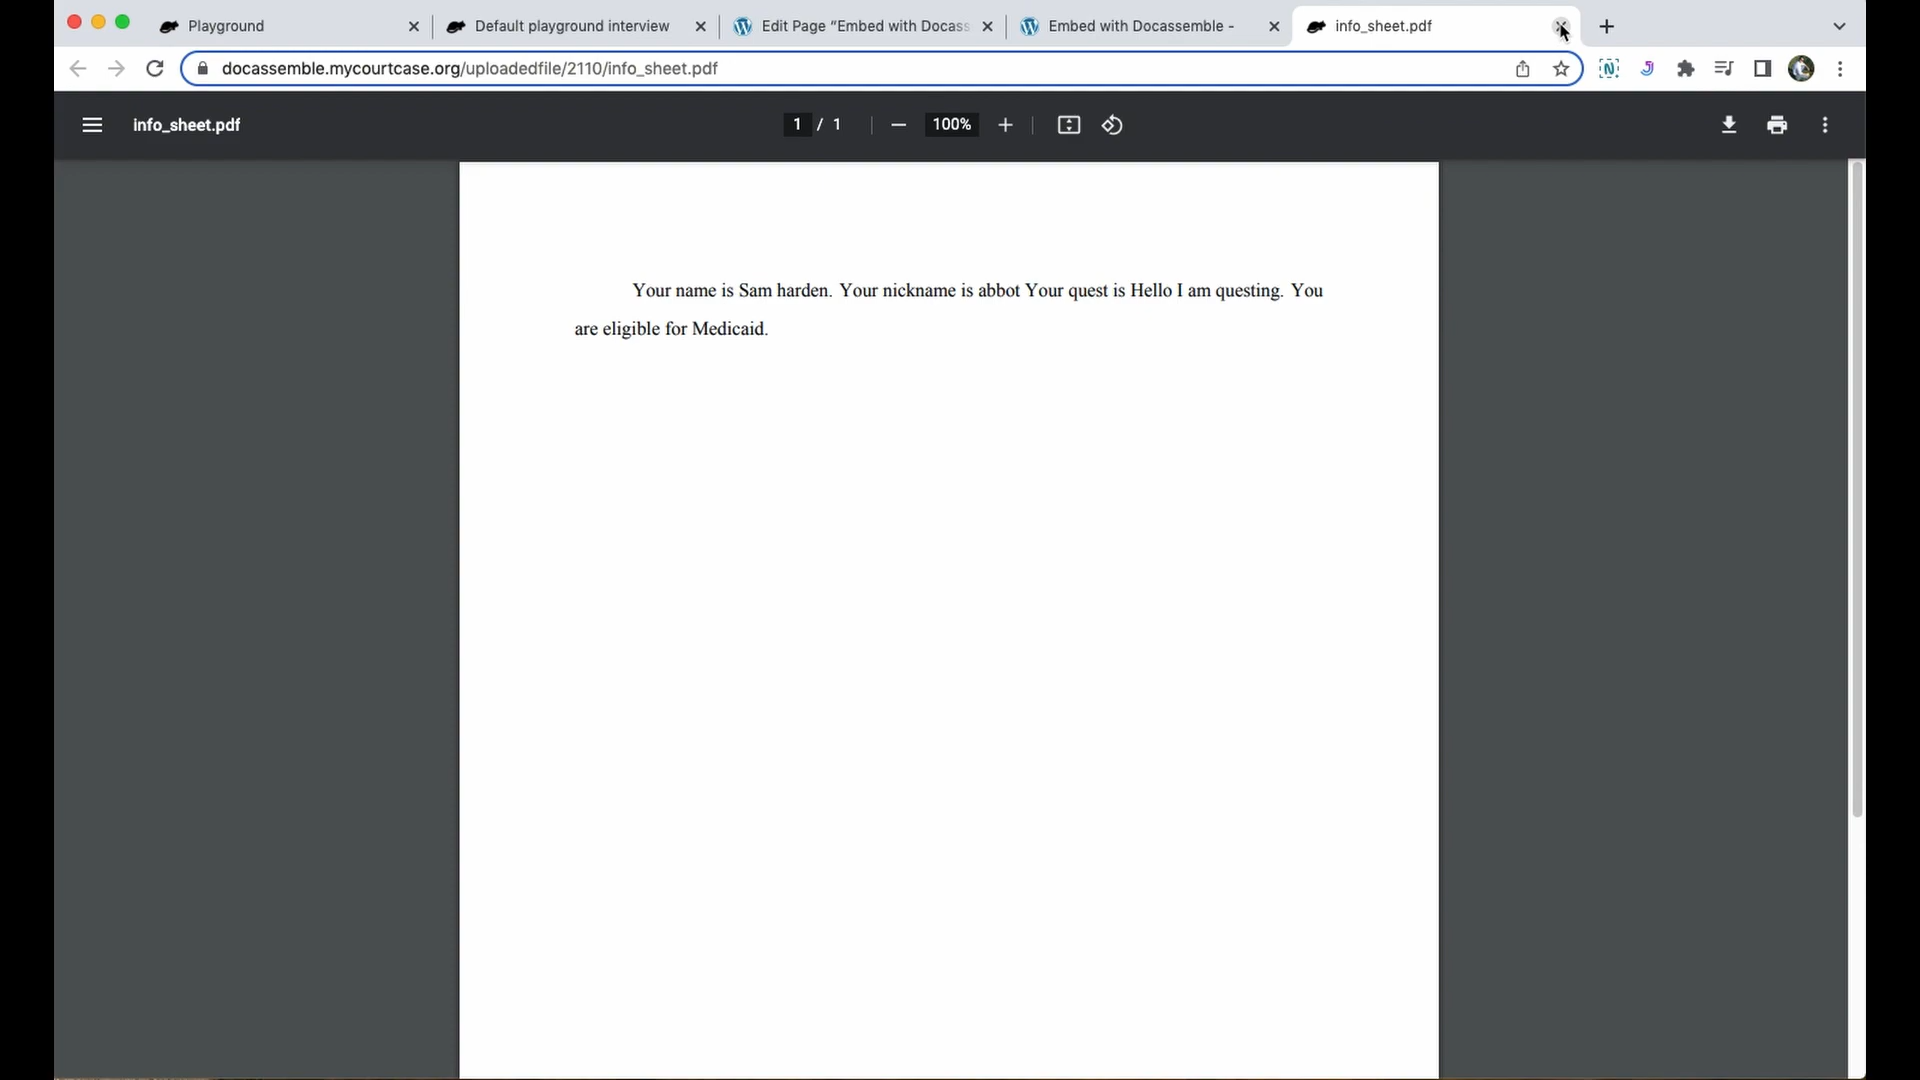 Playground
Default playground interview
Edit Page “Embed with Docass
Embed with Docassemble -
info_sheet.pdf
docassemble.mycourtcase.org/uploadedfile/2110/info_sheet.pdf
info_sheet.pdf
1 / 1
100%
Your name is Sam harden. Your nickname is abbot Your quest is Hello I am questing. You
are eligible for Medicaid.